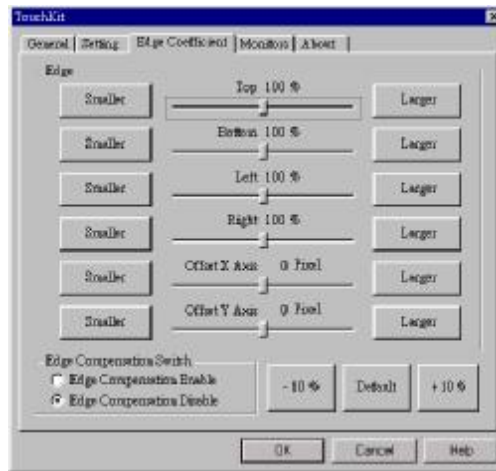 TouchKit
General Setting Edge Coefficient Monitors About
Edge
Top 100 %
Smaller Larger
Bottom 100 %
Smaller Larger
Left 100 %
Smaller Larger
Right 100 %
Smaller Larger
Offset X Axis 0 Pixel
Smaller Larger
Offset Y Axis 0 Pixel
Smaller Larger
Edge Compensation Switch
Edge Compensation Enable
Edge Compensation Disable
- 10 % Default + 10 %
OK Cancel Help